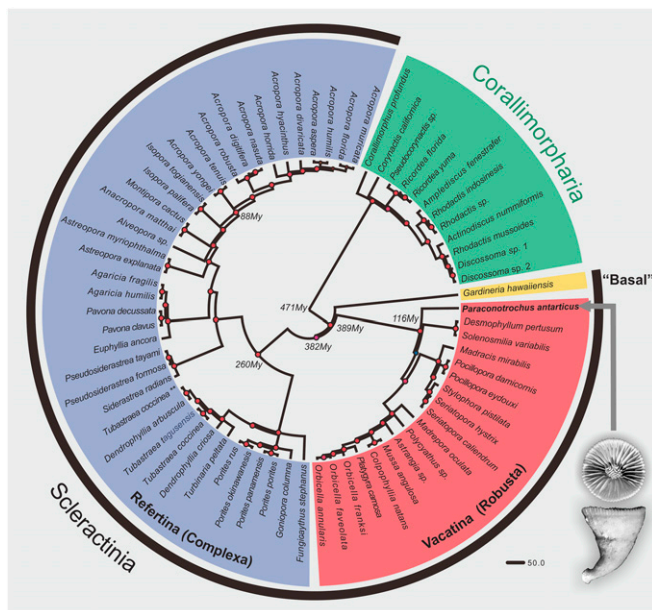 Corallimorpharia
Corallimorphus profundus
Corynactis californica
Pseudocorynactis sp.
Ricordea florida
Ricordea yuma
Amplexidiscus fenestrafer
Rhodactis indosinesis
Rhodactis sp.
Actinodiscus nummiformis
Rhodactis mussoides
Discossoma sp. 1
Discossoma sp. 2
"Basal"
Gardineria hawaiiensis
Paraconotrochus antarticus
Desmophyllum pertusum
Solenosmilia variabilis
Madracis mirabilis
Pocillopora damicornis
Pocillopora eydouxi
Stylophora pistilata
Seriatopora hystrix
Seriatopora caliendrum
Madrepora oculata
Polycyathus sp.
Astrangia sp.
Mussa angulosa
Colpophyllia natans
Platygyra carnosa
Orbicella franksi
Orbicella faveolata
Orbicella annularis
Vacatina (Robusta)
Fungiacyathus stephanus
Goniopora columna
Porites porites
Porites panamensis
Porites okinawensis
Porites rus
Turbinaria peltata
Dendrophyllia cribrosa
Tubastraea coccinea
Tubastraea tagusensis
Dendrophyllia arbuscula
Tubastraea coccinea **
Siderastrea radians
Pseudosiderastrea formosa
Pseudosiderastrea tayami
Euphyllia ancora
Pavona clavus
Pavona decussata
Agaricia humilis
Agaricia fragilis
Astreopora explanata
Astreopora myriophthalma
Alveopora sp.
Anacropora matthai
Montipora cactus
Isopora palifera
Isopora togianensis
Acropora yongei
Acropora tenuis
Acropora robusta
Acropora digitifera
Acropora nasuta
Acropora horrida
Acropora hyacinthus
Acropora divaricata
Acropora aspera
Acropora humilis
Acropora florida
Acropora muricata
Refertina (Complexa)
Scleractinia
88My
471My
389My
382My
116My
260My
50.0